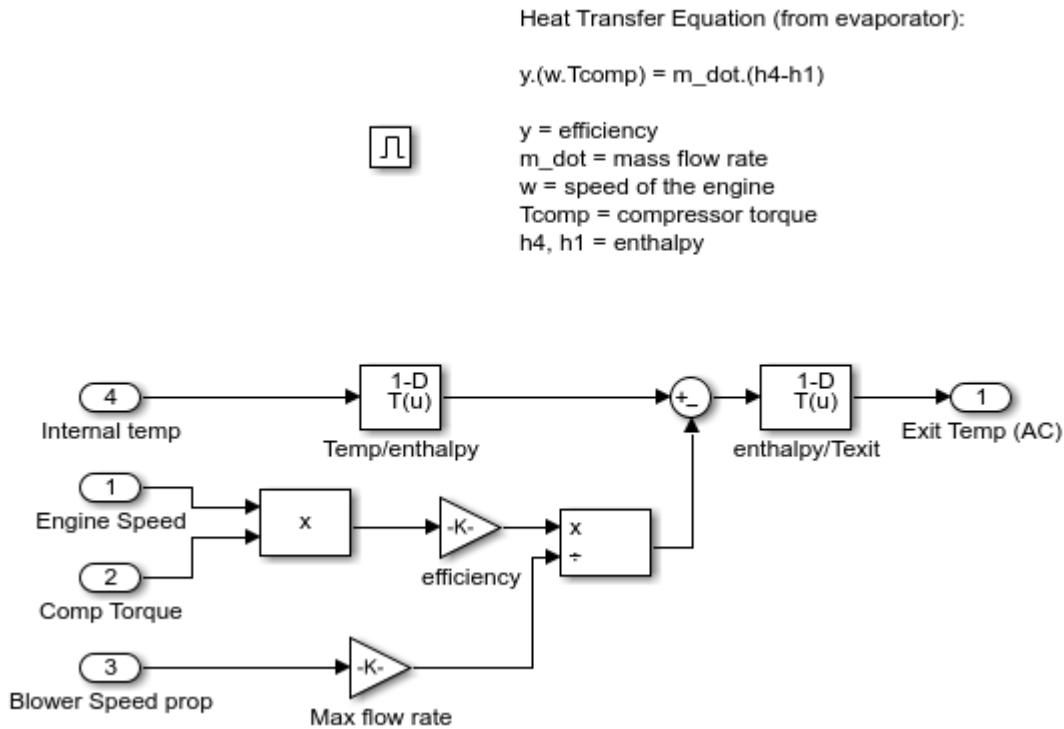 Heat Transfer Equation (from evaporator):
y.(w.Tcomp) = m_dot.(h4-h1)
y = efficiency
m_dot = mass flow rate
w = speed of the engine
Tcomp = compressor torque
h4, h1 = enthalpy
4
Internal temp
1-D
T(u)
Temp/enthalpy
+
_
1-D
T(u)
enthalpy/Texit
1
Exit Temp (AC)
1
Engine Speed
2
Comp Torque
x
-K-
efficiency
x
÷
3
Blower Speed prop
-K-
Max flow rate